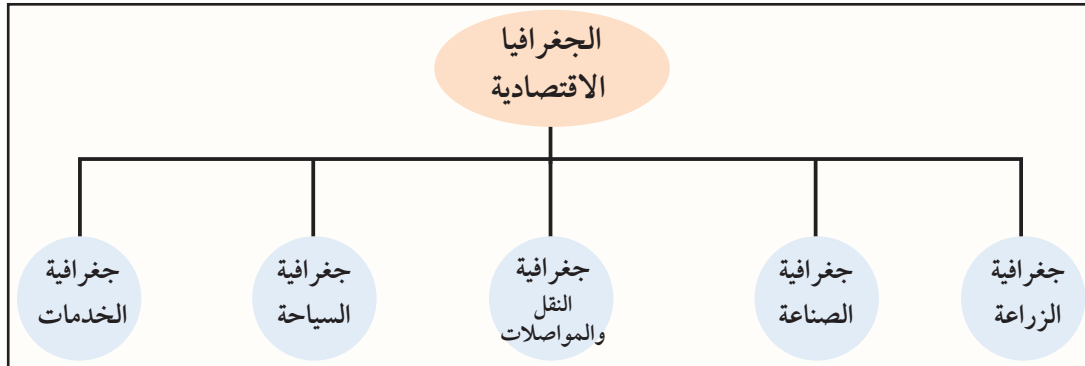 الجغرافيا
الاقتصادية
جغرافية
الزراعة
جغرافية
الصناعة
جغرافية
النقل
والمواصلات
جغرافية
السياحة
جغرافية
الخدمات